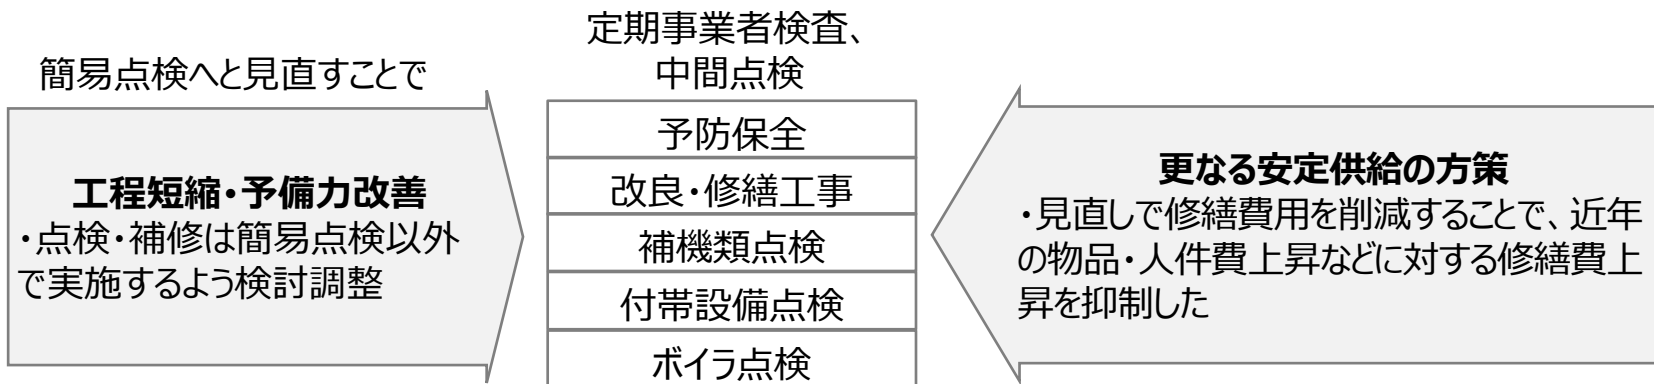 簡易点検へと見直すことで
工程短縮・予備力改善
・点検・補修は簡易点検以外
で実施するよう検討調整
定期事業者検査、
中間点検
予防保全
改良・修繕工事
補機類点検
付帯設備点検
ボイラ点検
更なる安定供給の方策
・見直しで修繕費用を削減することで、近年
の物品・人件費上昇などに対する修繕費上
昇を抑制した